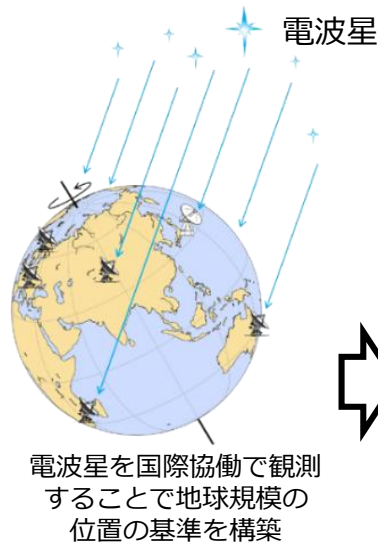 電波星
電波星を国際協働で観測
することで地球規模の
位置の基準を構築